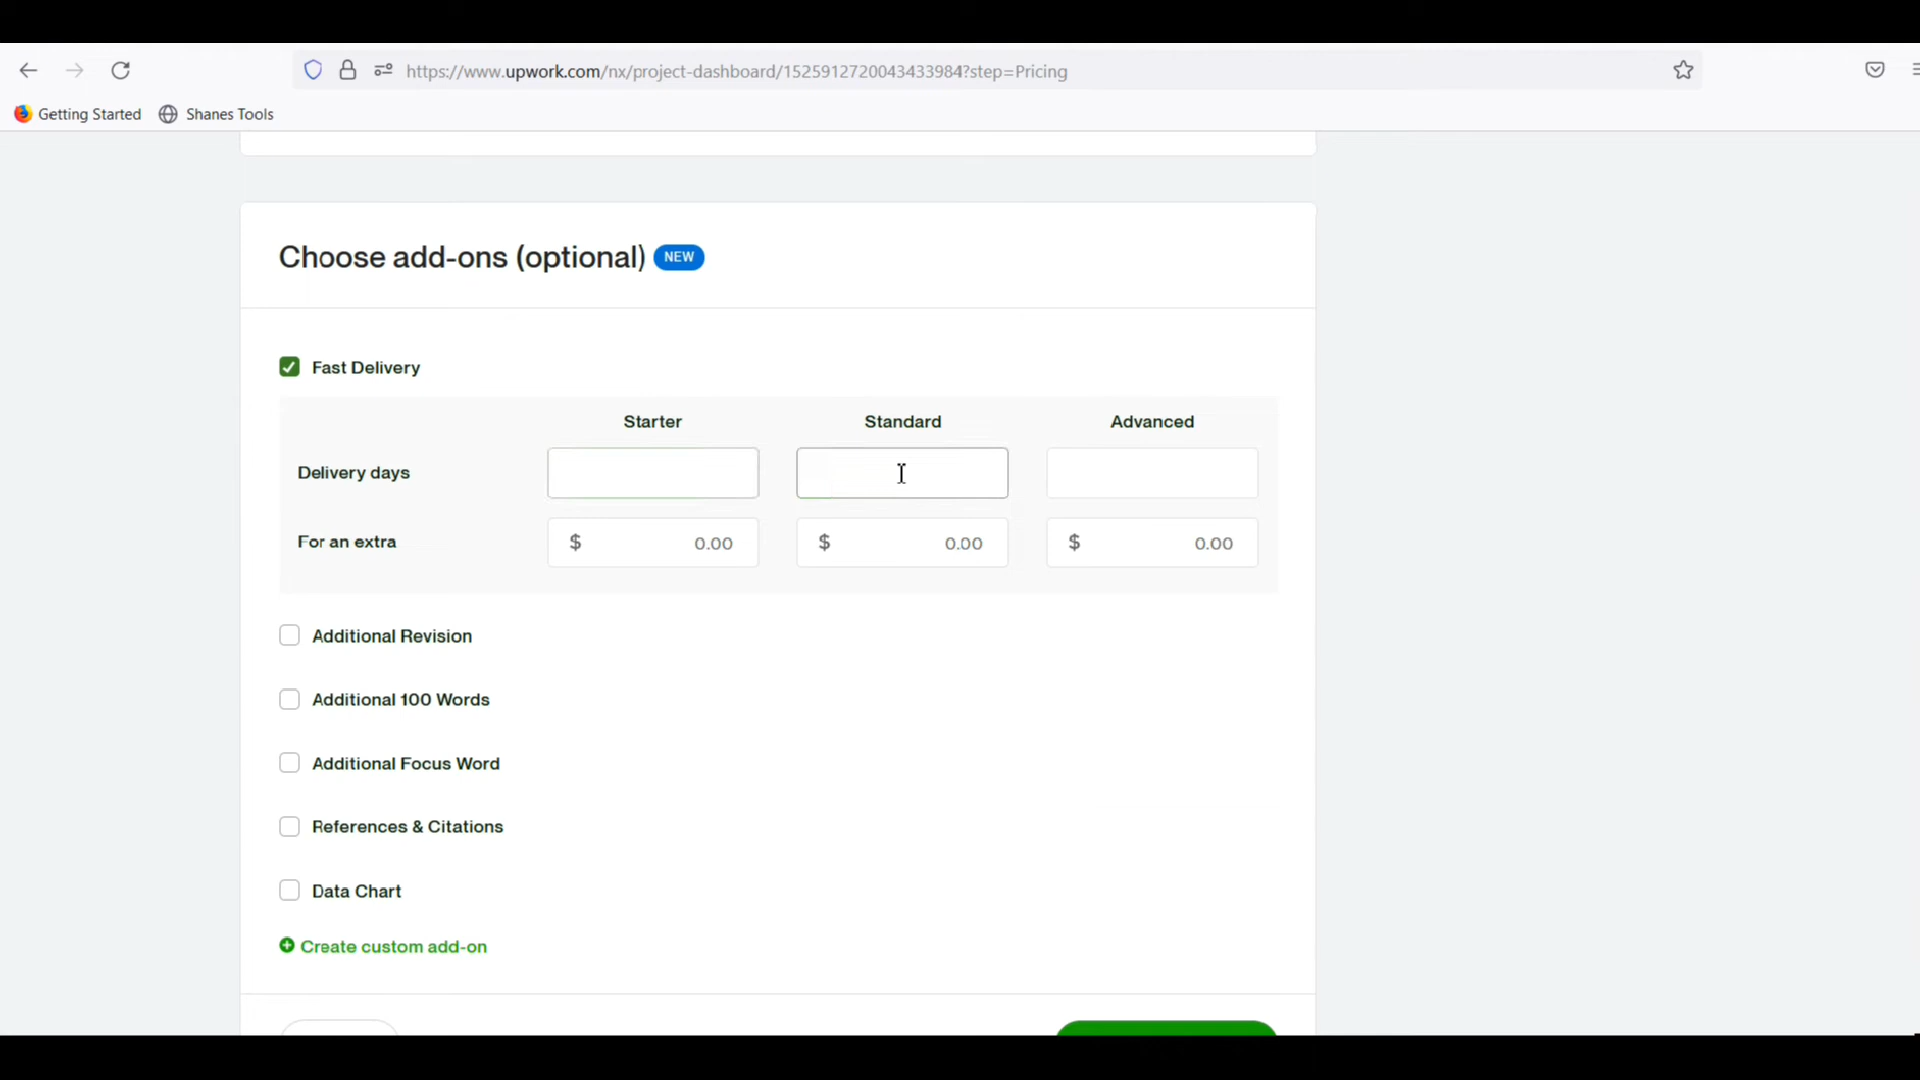 https://www.upwork.com/nx/project-dashboard/1525912720043433984?step=Pricing
Getting Started Shanes Tools
Choose add-ons (optional) NEW
Fast Delivery
Starter Standard Advanced
Delivery days
For an extra $ 0.00 $ 0.00 $ 0.00
Additional Revision
Additional 100 Words
Additional Focus Word
References & Citations
Data Chart
Create custom add-on